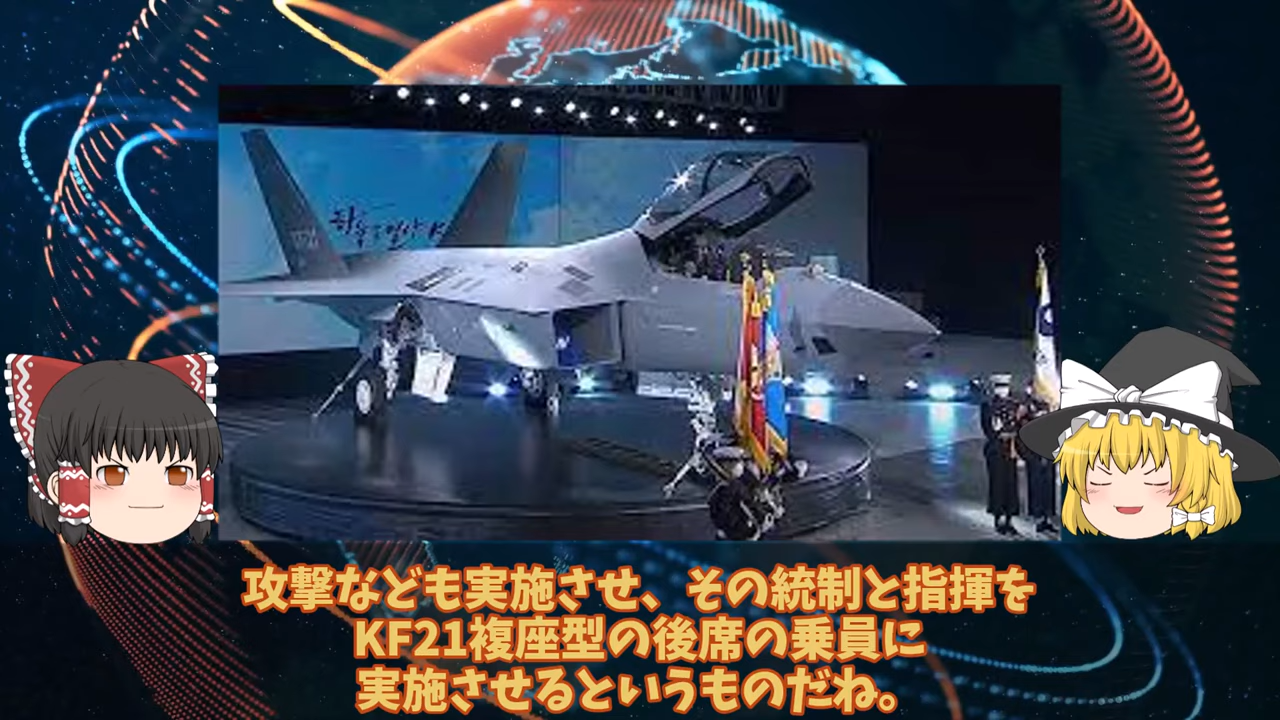 攻撃なども実施させ、その統制と指揮を
KF21複座型の後席の乗員に
実施させるというものだね。